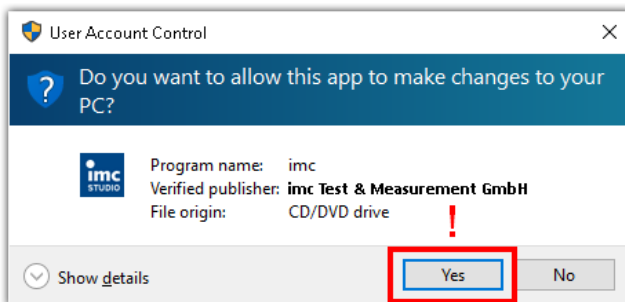 User Account Control
Do you want to allow this app to make changes to your
PC?
imc
STUDIO
Program name: imc
Verified publisher: imc Test & Measurement GmbH
File origin: CD/DVD drive
!
Show details
Yes
No